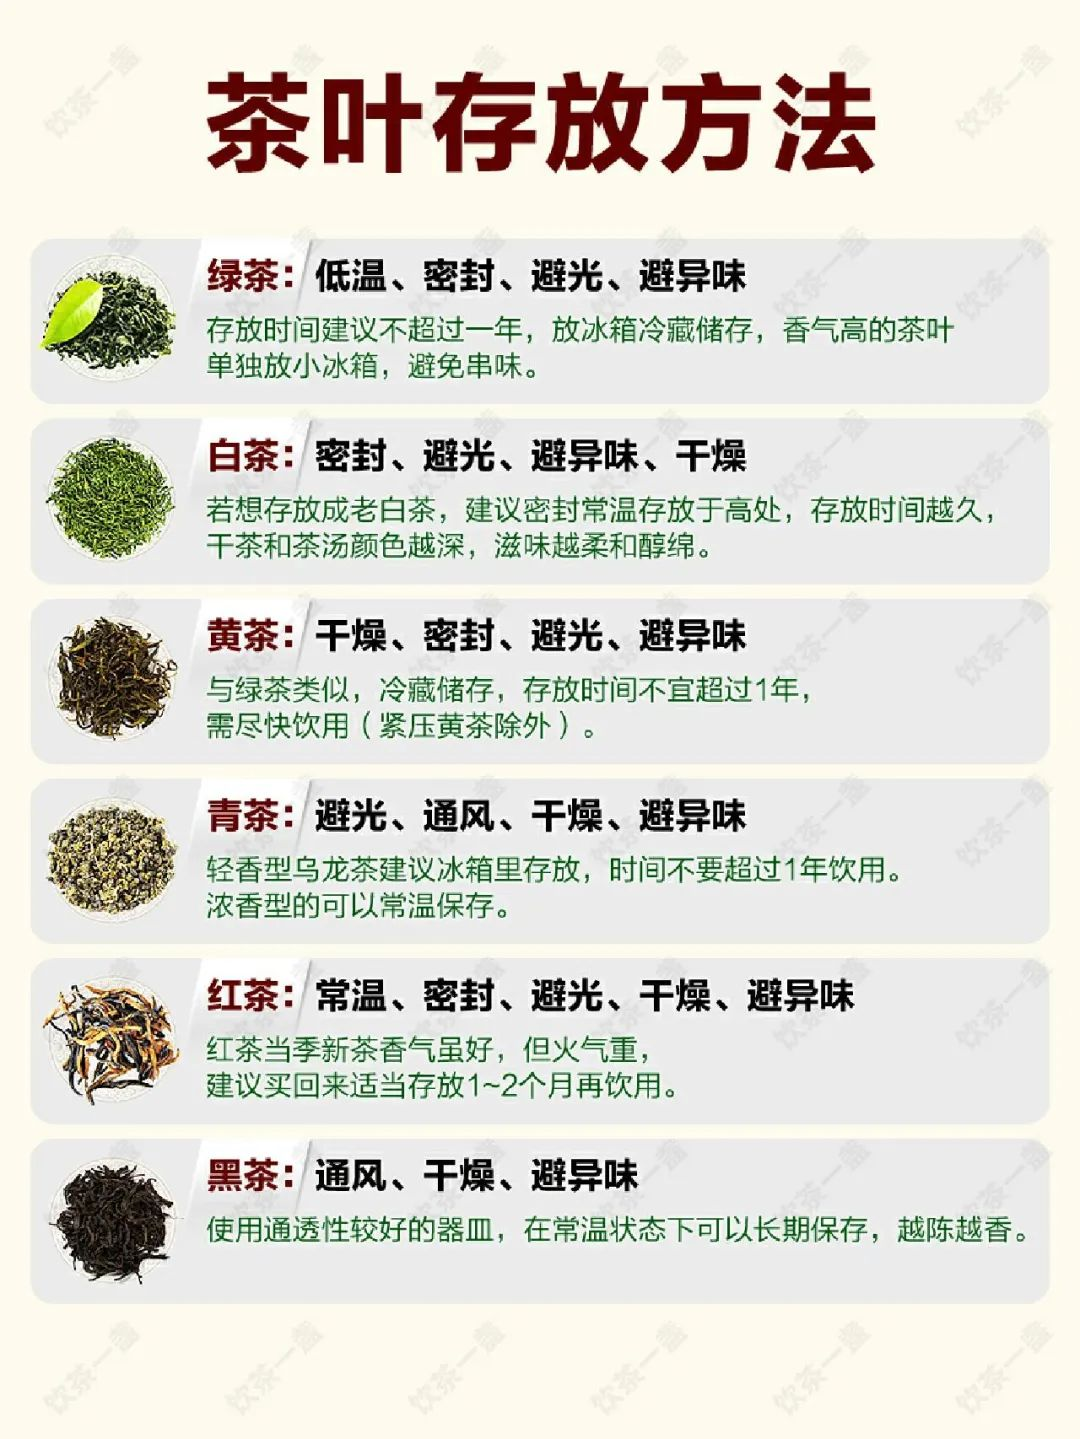 茶叶存放方法
绿茶：低温、密封、避光、避异味
存放时间建议不超过一年，放冰箱冷藏储存，香气高的茶叶
单独放小冰箱，避免串味。
白茶：密封、避光、避异味、干燥
若想存放成老白茶，建议密封常温存放于高处，存放时间越久，
干茶和茶汤颜色越深，滋味越柔和醇绵。
黄茶：干燥、密封、避光、避异味
与绿茶类似，冷藏储存，存放时间不宜超过1年，
需尽快饮用（紧压黄茶除外）。
青茶：避光、通风、干燥、避异味
轻香型乌龙茶建议冰箱里存放，时间不要超过1年饮用。
浓香型的可以常温保存。
红茶：常温、密封、避光、干燥、避异味
红茶当季新茶香气虽好，但火气重，
建议买回来适当存放1~2个月再饮用。
黑茶：通风、干燥、避异味
使用通透性较好的器皿，在常温状态下可以长期保存，越陈越香。
饮茶一盏